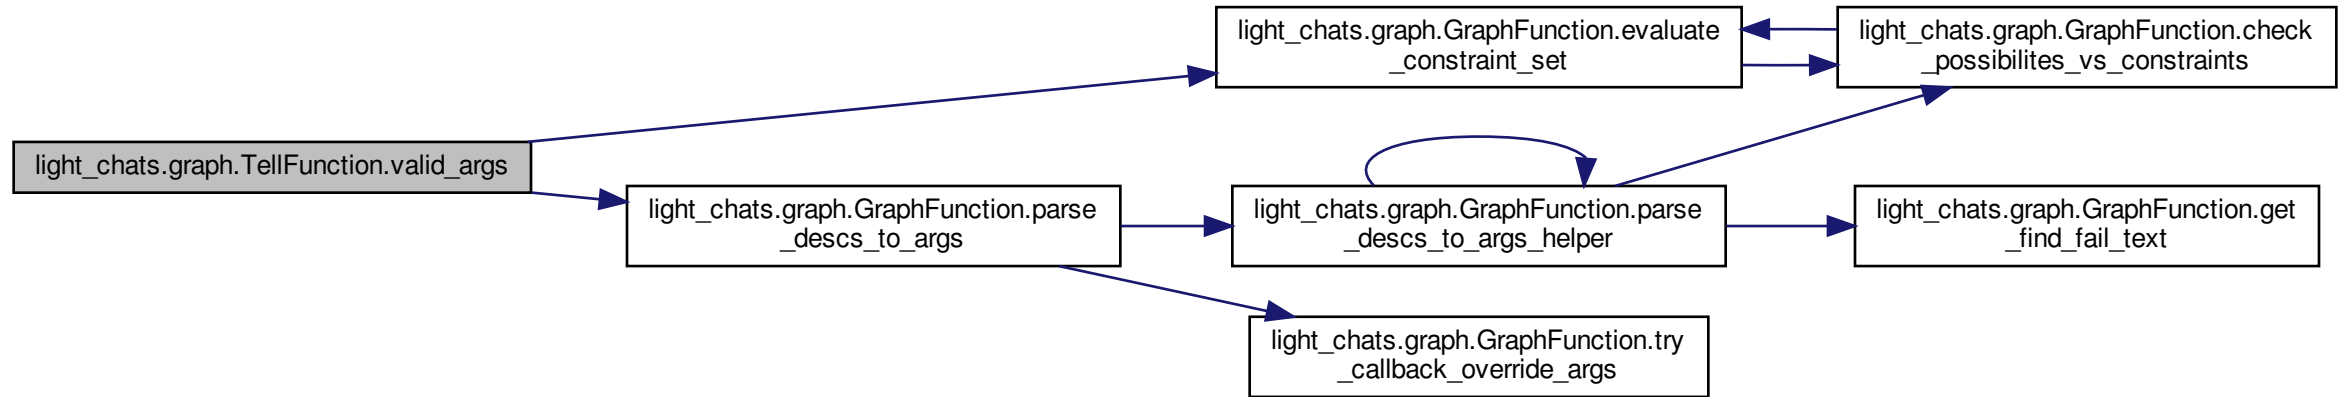 light_chats.graph.GraphFunction.evaluate
_constraint_set
light_chats.graph.GraphFunction.check
_possibilites_vs_constraints
light_chats.graph.TellFunction.valid_args
light_chats.graph.GraphFunction.parse
_descs_to_args
light_chats.graph.GraphFunction.parse
_descs_to_args_helper
light_chats.graph.GraphFunction.get
_find_fail_text
light_chats.graph.GraphFunction.try
_callback_override_args